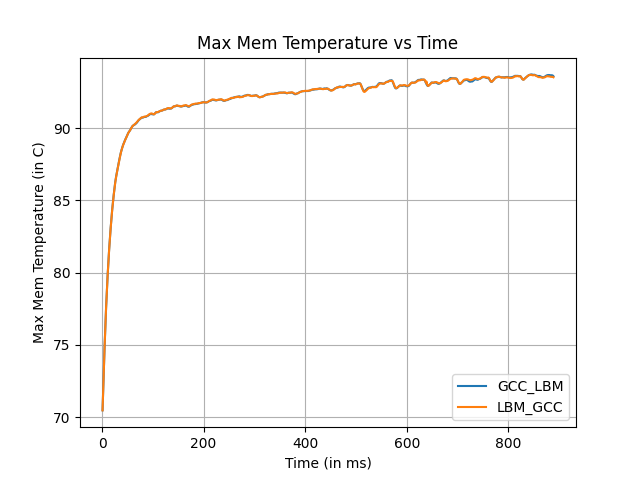 Max Mem Temperature vs Time
Max Mem Temperature (in C)
90
85
80
75
70
0
200
400
600
800
Time (in ms)
GCC_LBM
LBM_GCC